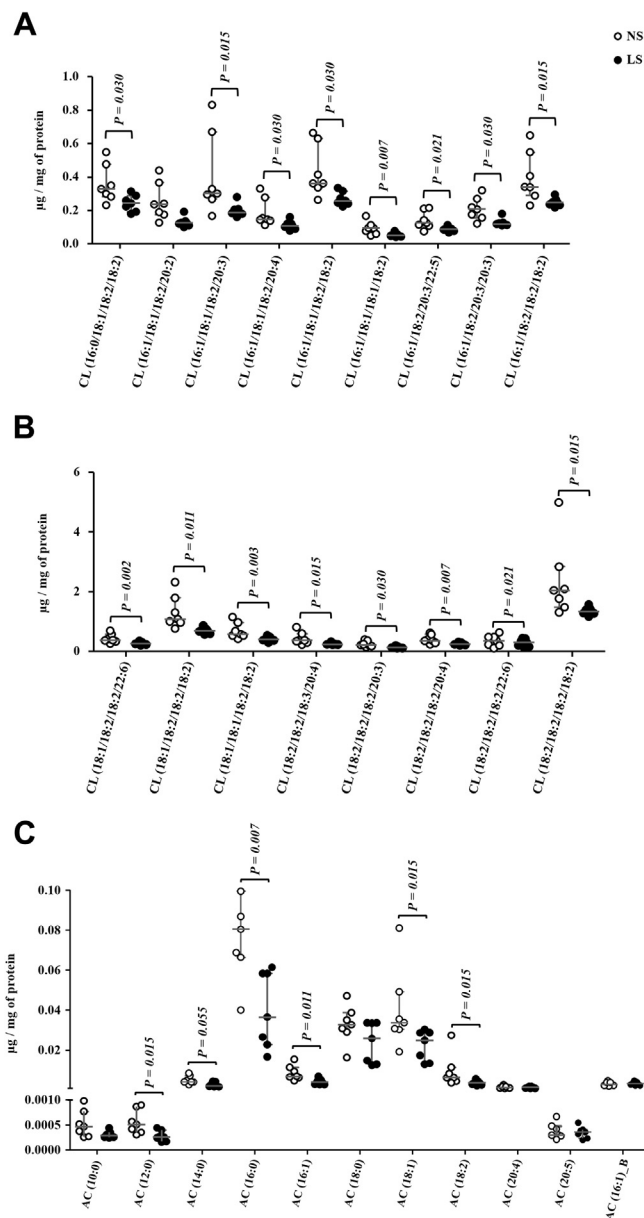 A
NS
LS
P = 0.030
P = 0.015
P = 0.030
P = 0.030
P = 0.007
P = 0.021
P = 0.030
P = 0.015
µg / mg of protein
1.0
0.8
0.6
0.4
0.2
0.0
CL (16:0/18:1/18:2/18:2)
CL (16:1/18:1/18:2/20:2)
CL (16:1/18:1/18:2/20:3)
CL (16:1/18:1/18:2/20:4)
CL (16:1/18:1/18:2/18:2)
CL (16:1/18:1/18:1/18:2)
CL (16:1/18:2/20:3/22:5)
CL (16:1/18:2/20:3/20:3)
CL (16:1/18:2/18:2/18:2)
B
P = 0.002
P = 0.011
P = 0.003
P = 0.015
P = 0.030
P = 0.007
P = 0.021
P = 0.015
µg / mg of protein
6
4
2
0
CL (18:1/18:2/18:2/22:6)
CL (18:1/18:2/18:2/18:2)
CL (18:1/18:1/18:2/18:2)
CL (18:2/18:2/18:3/20:4)
CL (18:2/18:2/18:2/20:3)
CL (18:2/18:2/18:2/20:4)
CL (18:2/18:2/18:2/22:6)
CL (18:2/18:2/18:2/18:2)
C
P = 0.015
P = 0.055
P = 0.007
P = 0.011
P = 0.015
P = 0.015
µg / mg of protein
0.10
0.08
0.06
0.04
0.02
0.0010
0.0005
0.0000
AC (10:0)
AC (12:0)
AC (14:0)
AC (16:0)
AC (16:1)
AC (18:0)
AC (18:1)
AC (18:2)
AC (20:4)
AC (20:5)
AC (16:1)_B